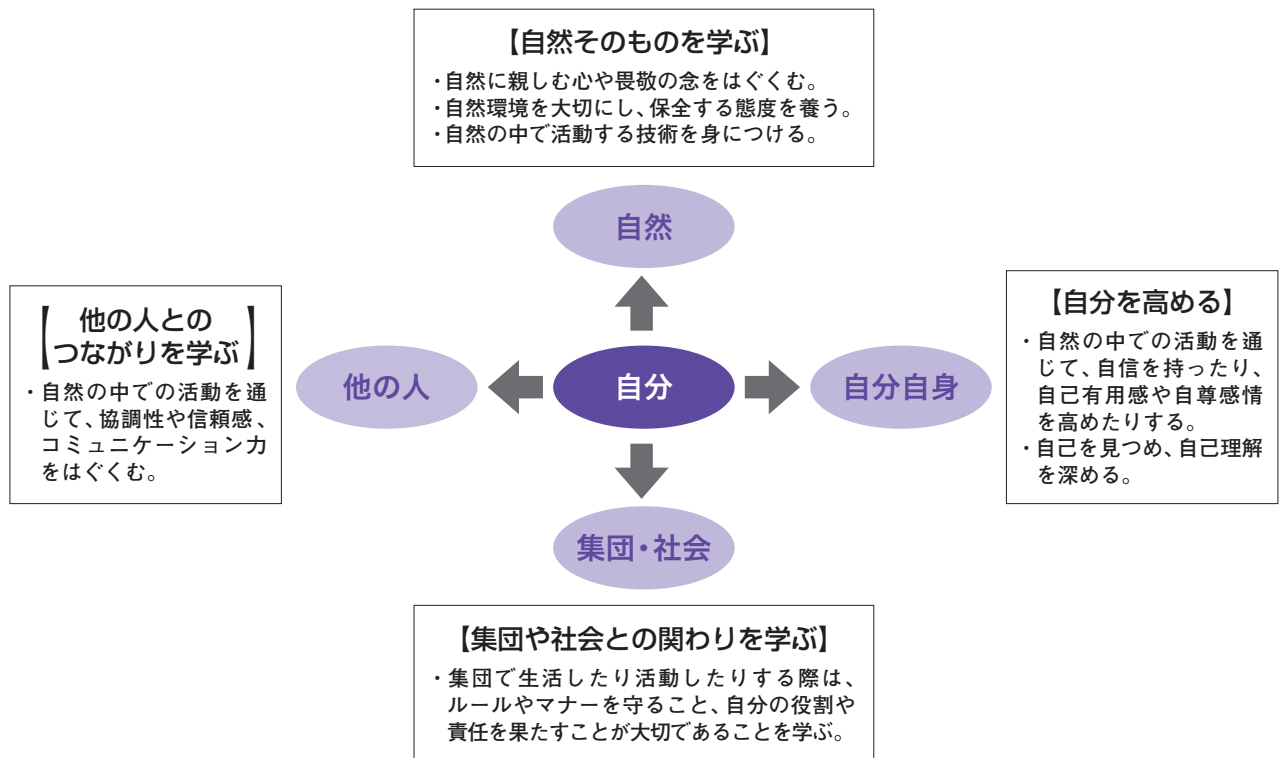 【自然そのものを学ぶ】
・自然に親しむ心や畏敬の念をはぐくむ。
・自然環境を大切にし、保全する態度を養う。
・自然の中で活動する技術を身につける。
自然
【他の人との
つながりを学ぶ】
・自然の中での活動を通
じて、協調性や信頼感、
コミュニケーション力
をはぐくむ。
他の人
自分
自分自身
【自分を高める】
・自然の中での活動を通
じて、自信を持ったり、
自己有用感や自尊感情
を高めたりする。
・自己を見つめ、自己理解
を深める。
集団・社会
【集団や社会との関わりを学ぶ】
・集団で生活したり活動したりする際は、
ルールやマナーを守ること、自分の役割や
責任を果たすことが大切であることを学ぶ。